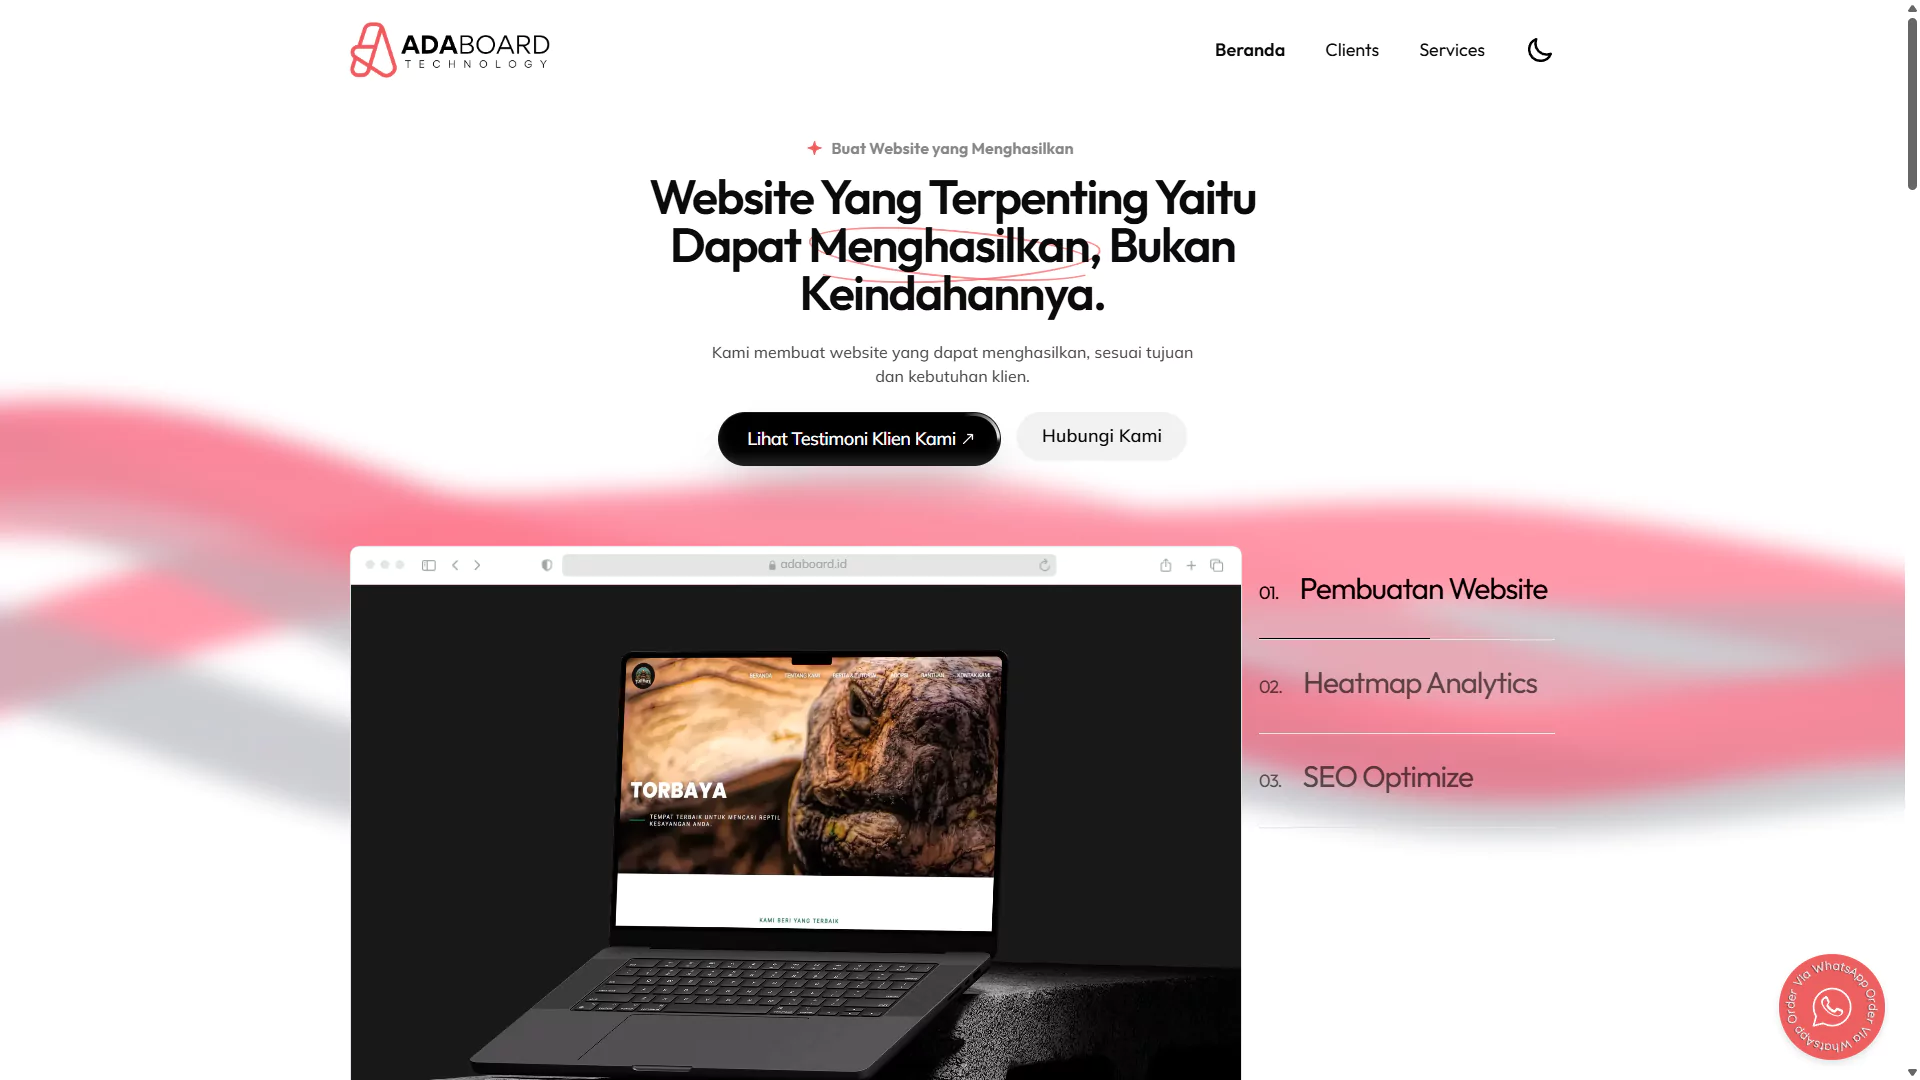 ADABOARD
TECHNOLOGY
Beranda
Clients
Services
Buat Website yang Menghasilkan
Website Yang Terpenting Yaitu
Dapat Menghasilkan, Bukan
Keindahannya.
Kami membuat website yang dapat menghasilkan, sesuai tujuan
dan kebutuhan klien.
Lihat Testimoni Klien Kami
Hubungi Kami
adaboard.id
BERANDA
TENTANG KAMI
BANTUAN
KONTAK KAMI
TORBAYA
TEMPAT TERBAIK UNTUK MENCARI REPTIL
KESAYANGAN ANDA.
KAMI BERI YANG TERBAIK
01. Pembuatan Website
02. Heatmap Analytics
03. SEO Optimize
Order Via WhatsApp Order Via WhatsApp